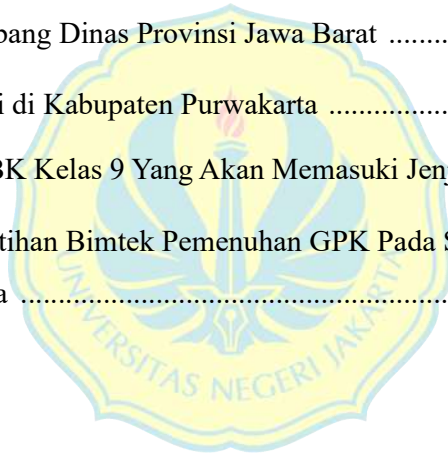 bang Dinas Provinsi Jawa Barat ........
i di Kabupaten Purwakarta ................
BK Kelas 9 Yang Akan Memasuki Jen
tihan Bimtek Pemenuhan GPK Pada S
a ..........................................................
UNIVERSITAS NEGERI JAKARTA